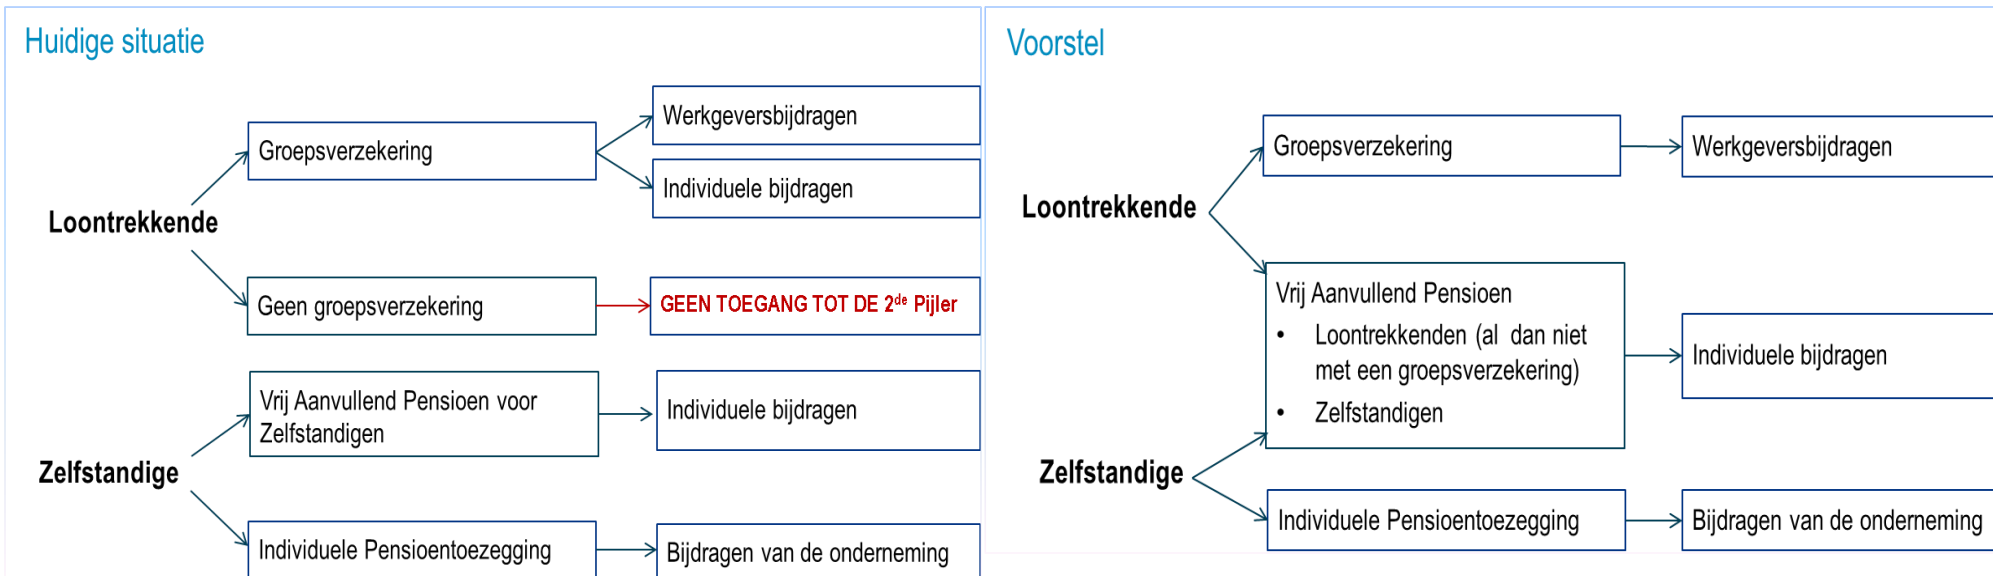 Huidige situatie
Werkgeversbijdragen
Groepsverzekering
Individuele bijdragen
Loontrekkende
Geen groepsverzekering
GEEN TOEGANG TOT DE 2de Pijler
Vrij Aanvullend Pensioen voor
Zelfstandigen
Individuele bijdragen
Zelfstandige
Individuele Pensioentoezegging
Bijdragen van de onderneming
Voorstel
Groepsverzekering
Werkgeversbijdragen
Loontrekkende
Vrij Aanvullend Pensioen
• Loontrekkenden (al dan niet
met een groepsverzekering)
• Zelfstandigen
Individuele bijdragen
Zelfstandige
Individuele Pensioentoezegging
Bijdragen van de onderneming